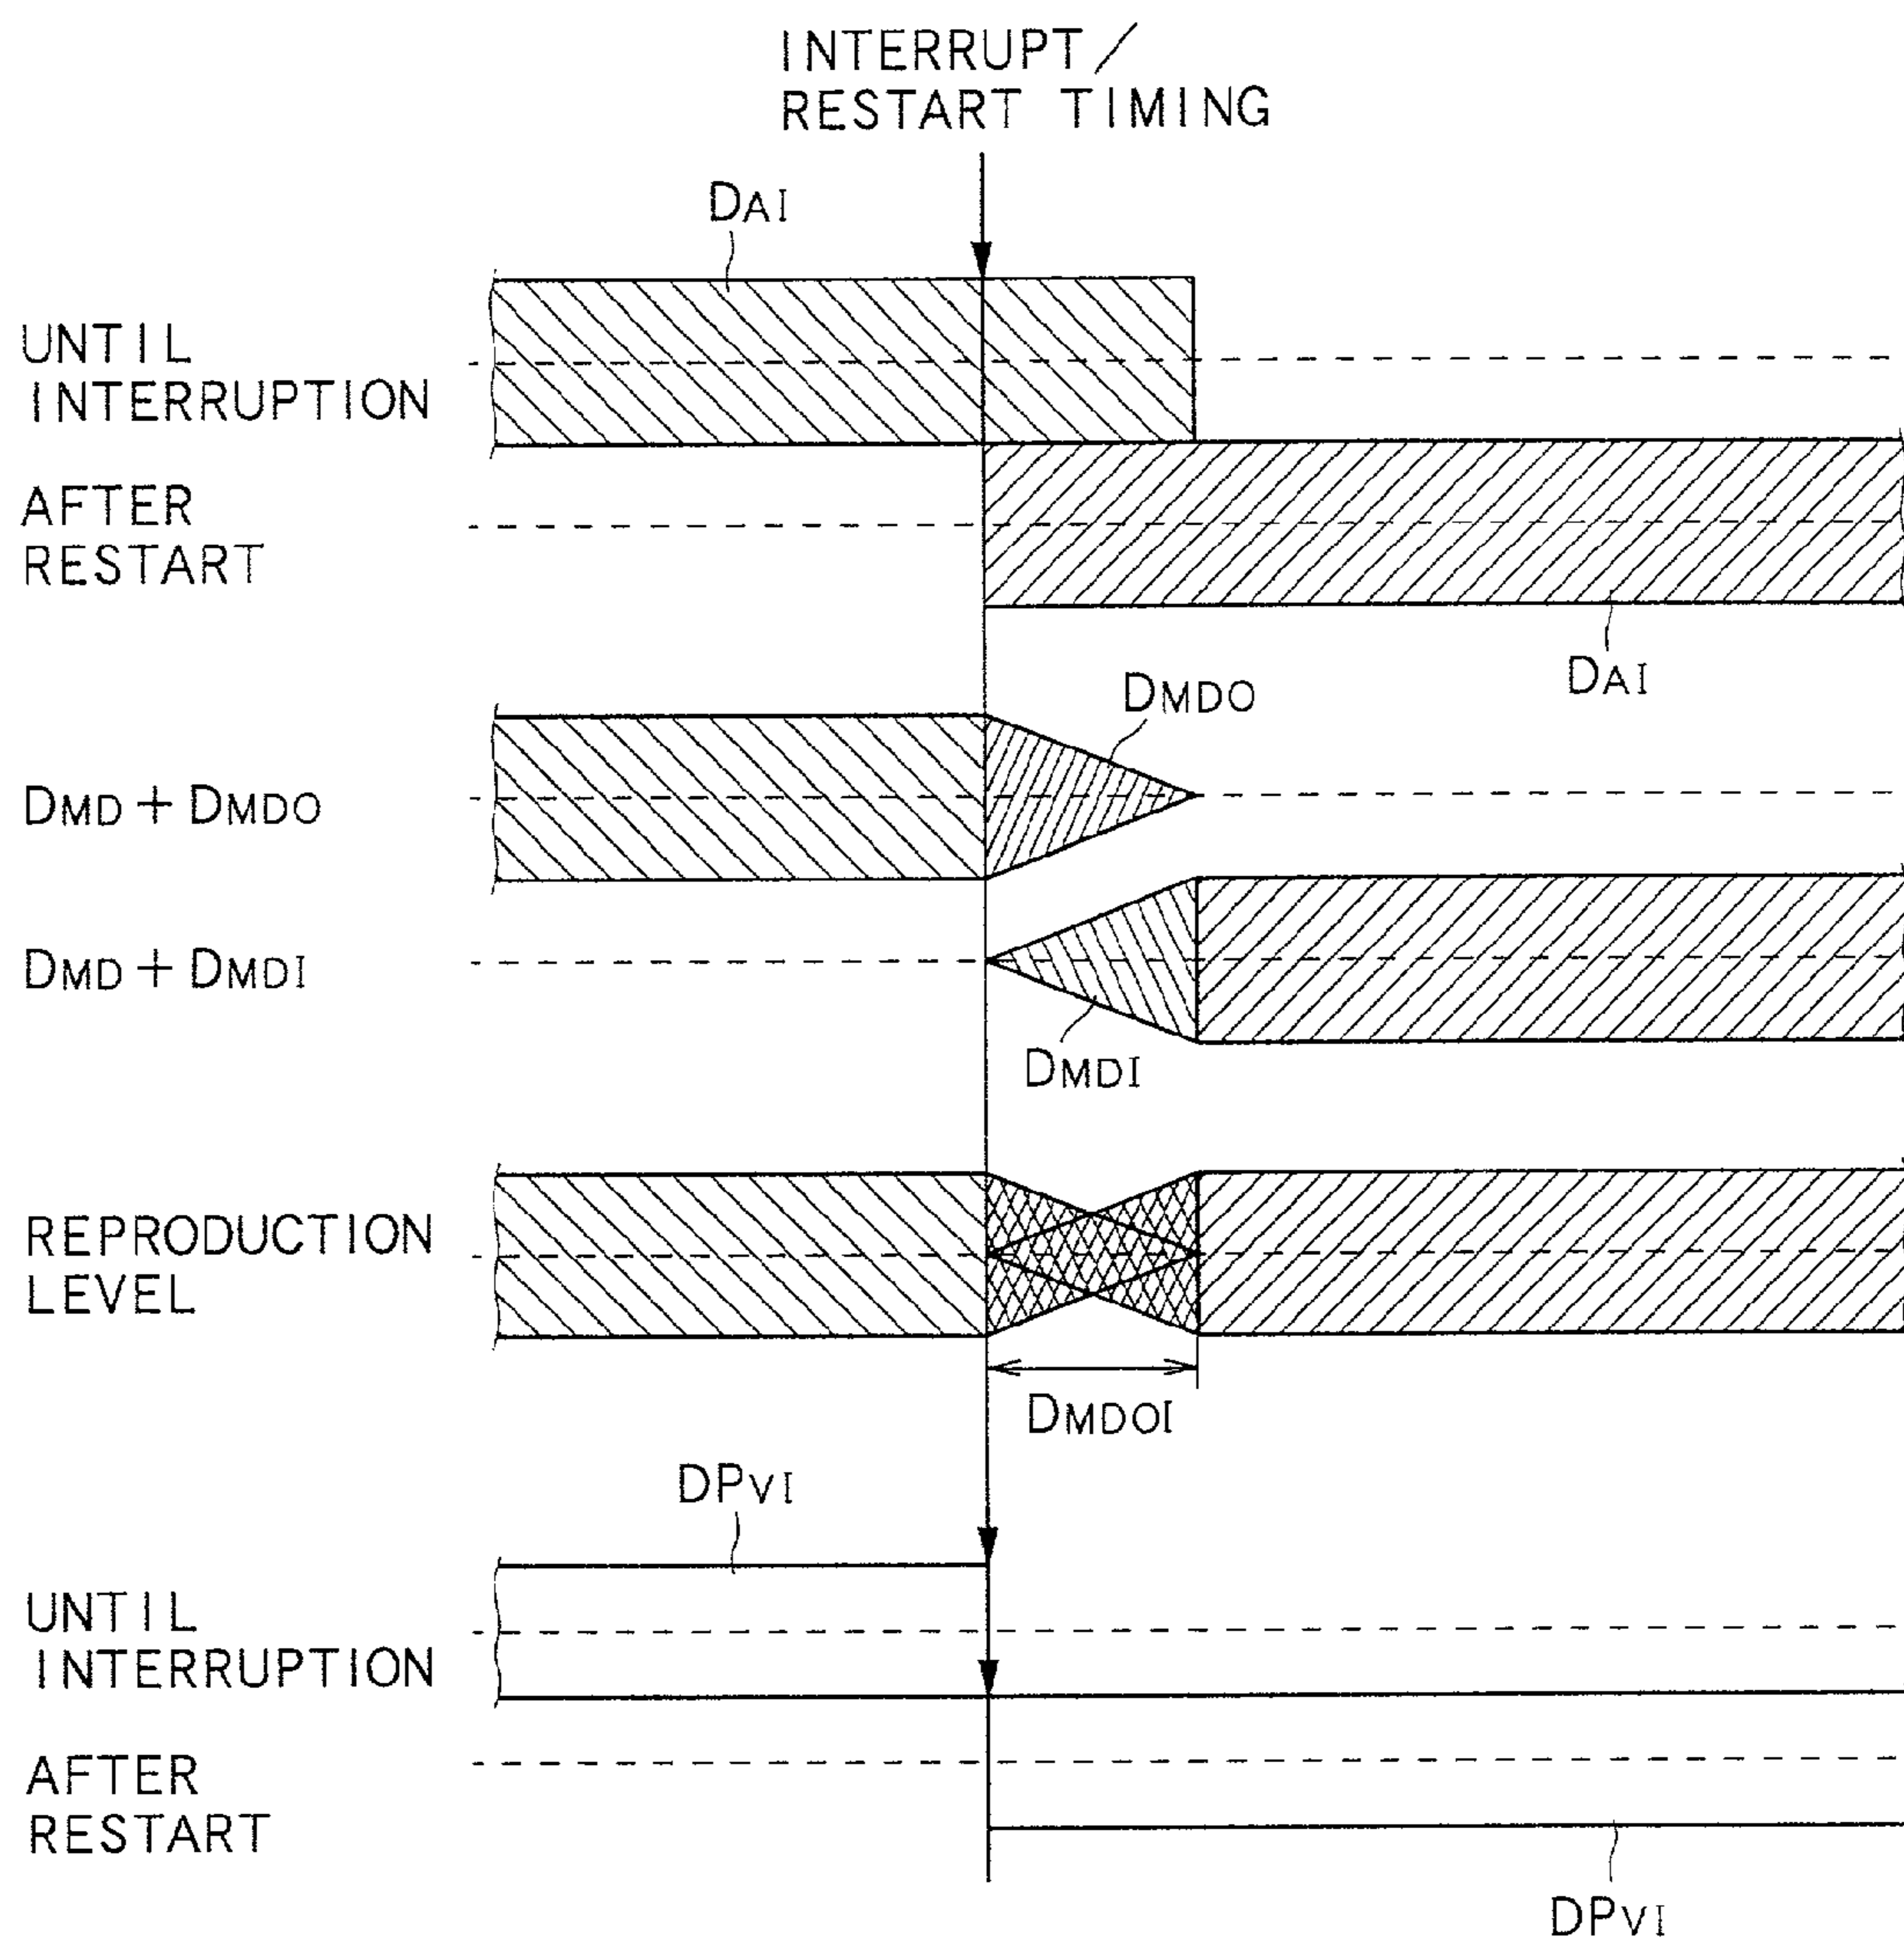 INTERRUPT/
RESTART TIMING
DAI
UNTIL
INTERRUPTION
AFTER
RESTART
DAI
DMDO
DMD + DMDO
DMD + DMDI
DMDI
REPRODUCTION
LEVEL
DMDOI
DPVI
UNTIL
INTERRUPTION
AFTER
RESTART
DPVI